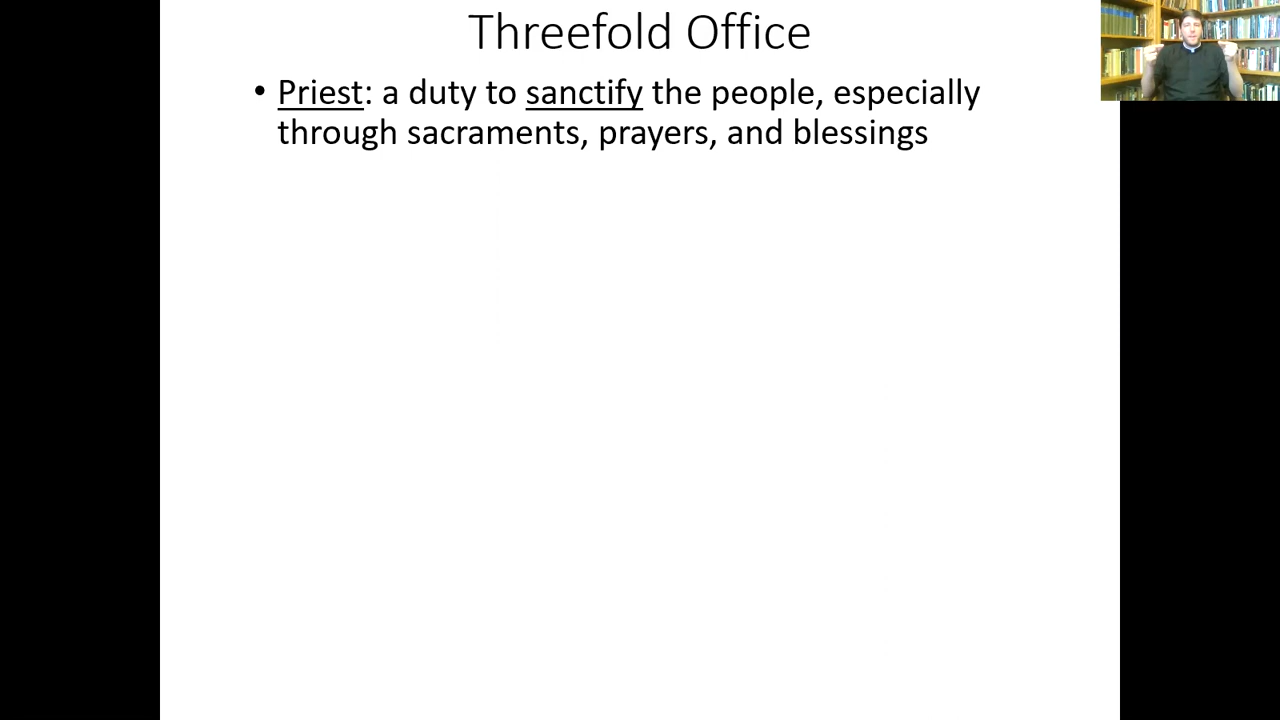 Threefold Office
• Priest: a duty to sanctify the people, especially
through sacraments, prayers, and blessings